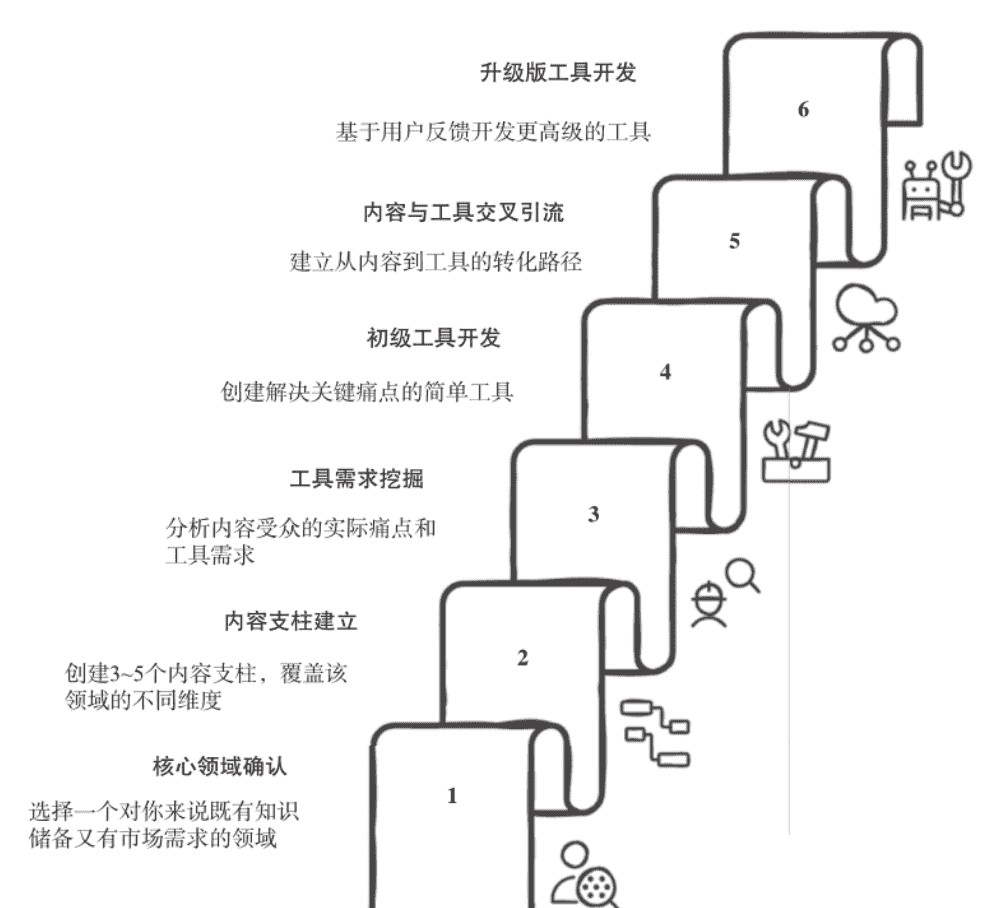 升级版工具开发
6
基于用户反馈开发更高级的工具
内容与工具交叉引流
5
建立从内容到工具的转化路径
初级工具开发
4
创建解决关键痛点的简单工具
工具需求挖掘
3
分析内容受众的实际痛点和
工具需求
内容支柱建立
2
创建3~5个内容支柱，覆盖该
领域的不同维度
核心领域确认
1
选择一个对你来说既有知识
储备又有市场需求的领域